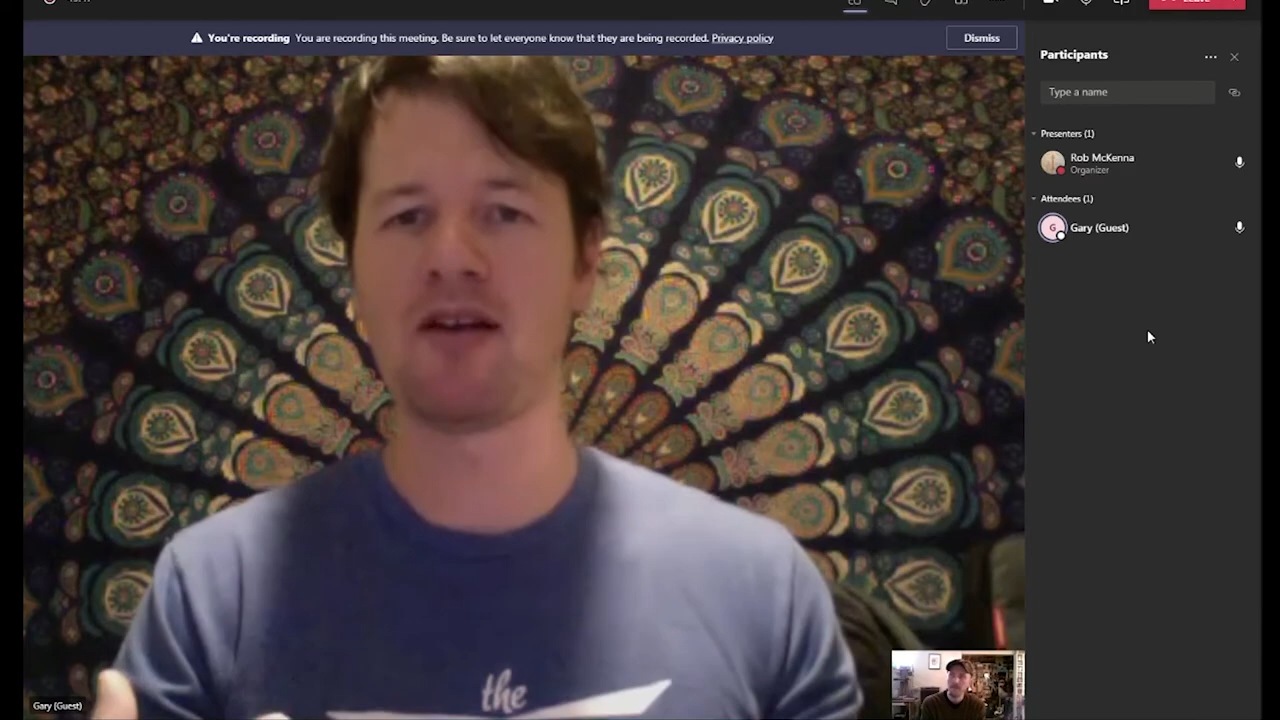 You're recording You are recording this meeting. Be sure to let everyone know that they are being recorded. Privacy policy
Dismiss
Participants
Type a name
Presenters (1)
Rob McKenna
Organizer
Attendees (1)
G
Gary (Guest)
the
Gary (Guest)